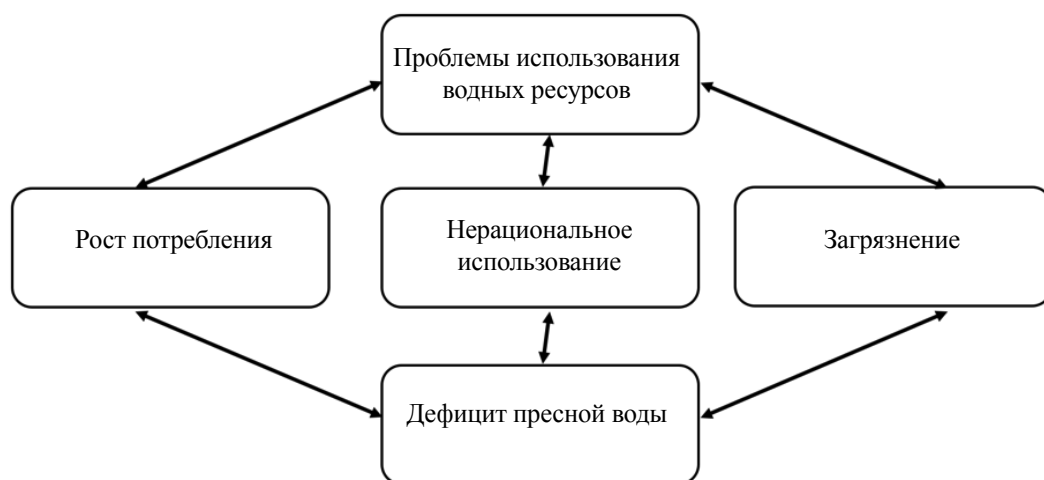 Проблемы использования
водных ресурсов
Рост потребления
Нерациональное
использование
Загрязнение
Дефицит пресной воды